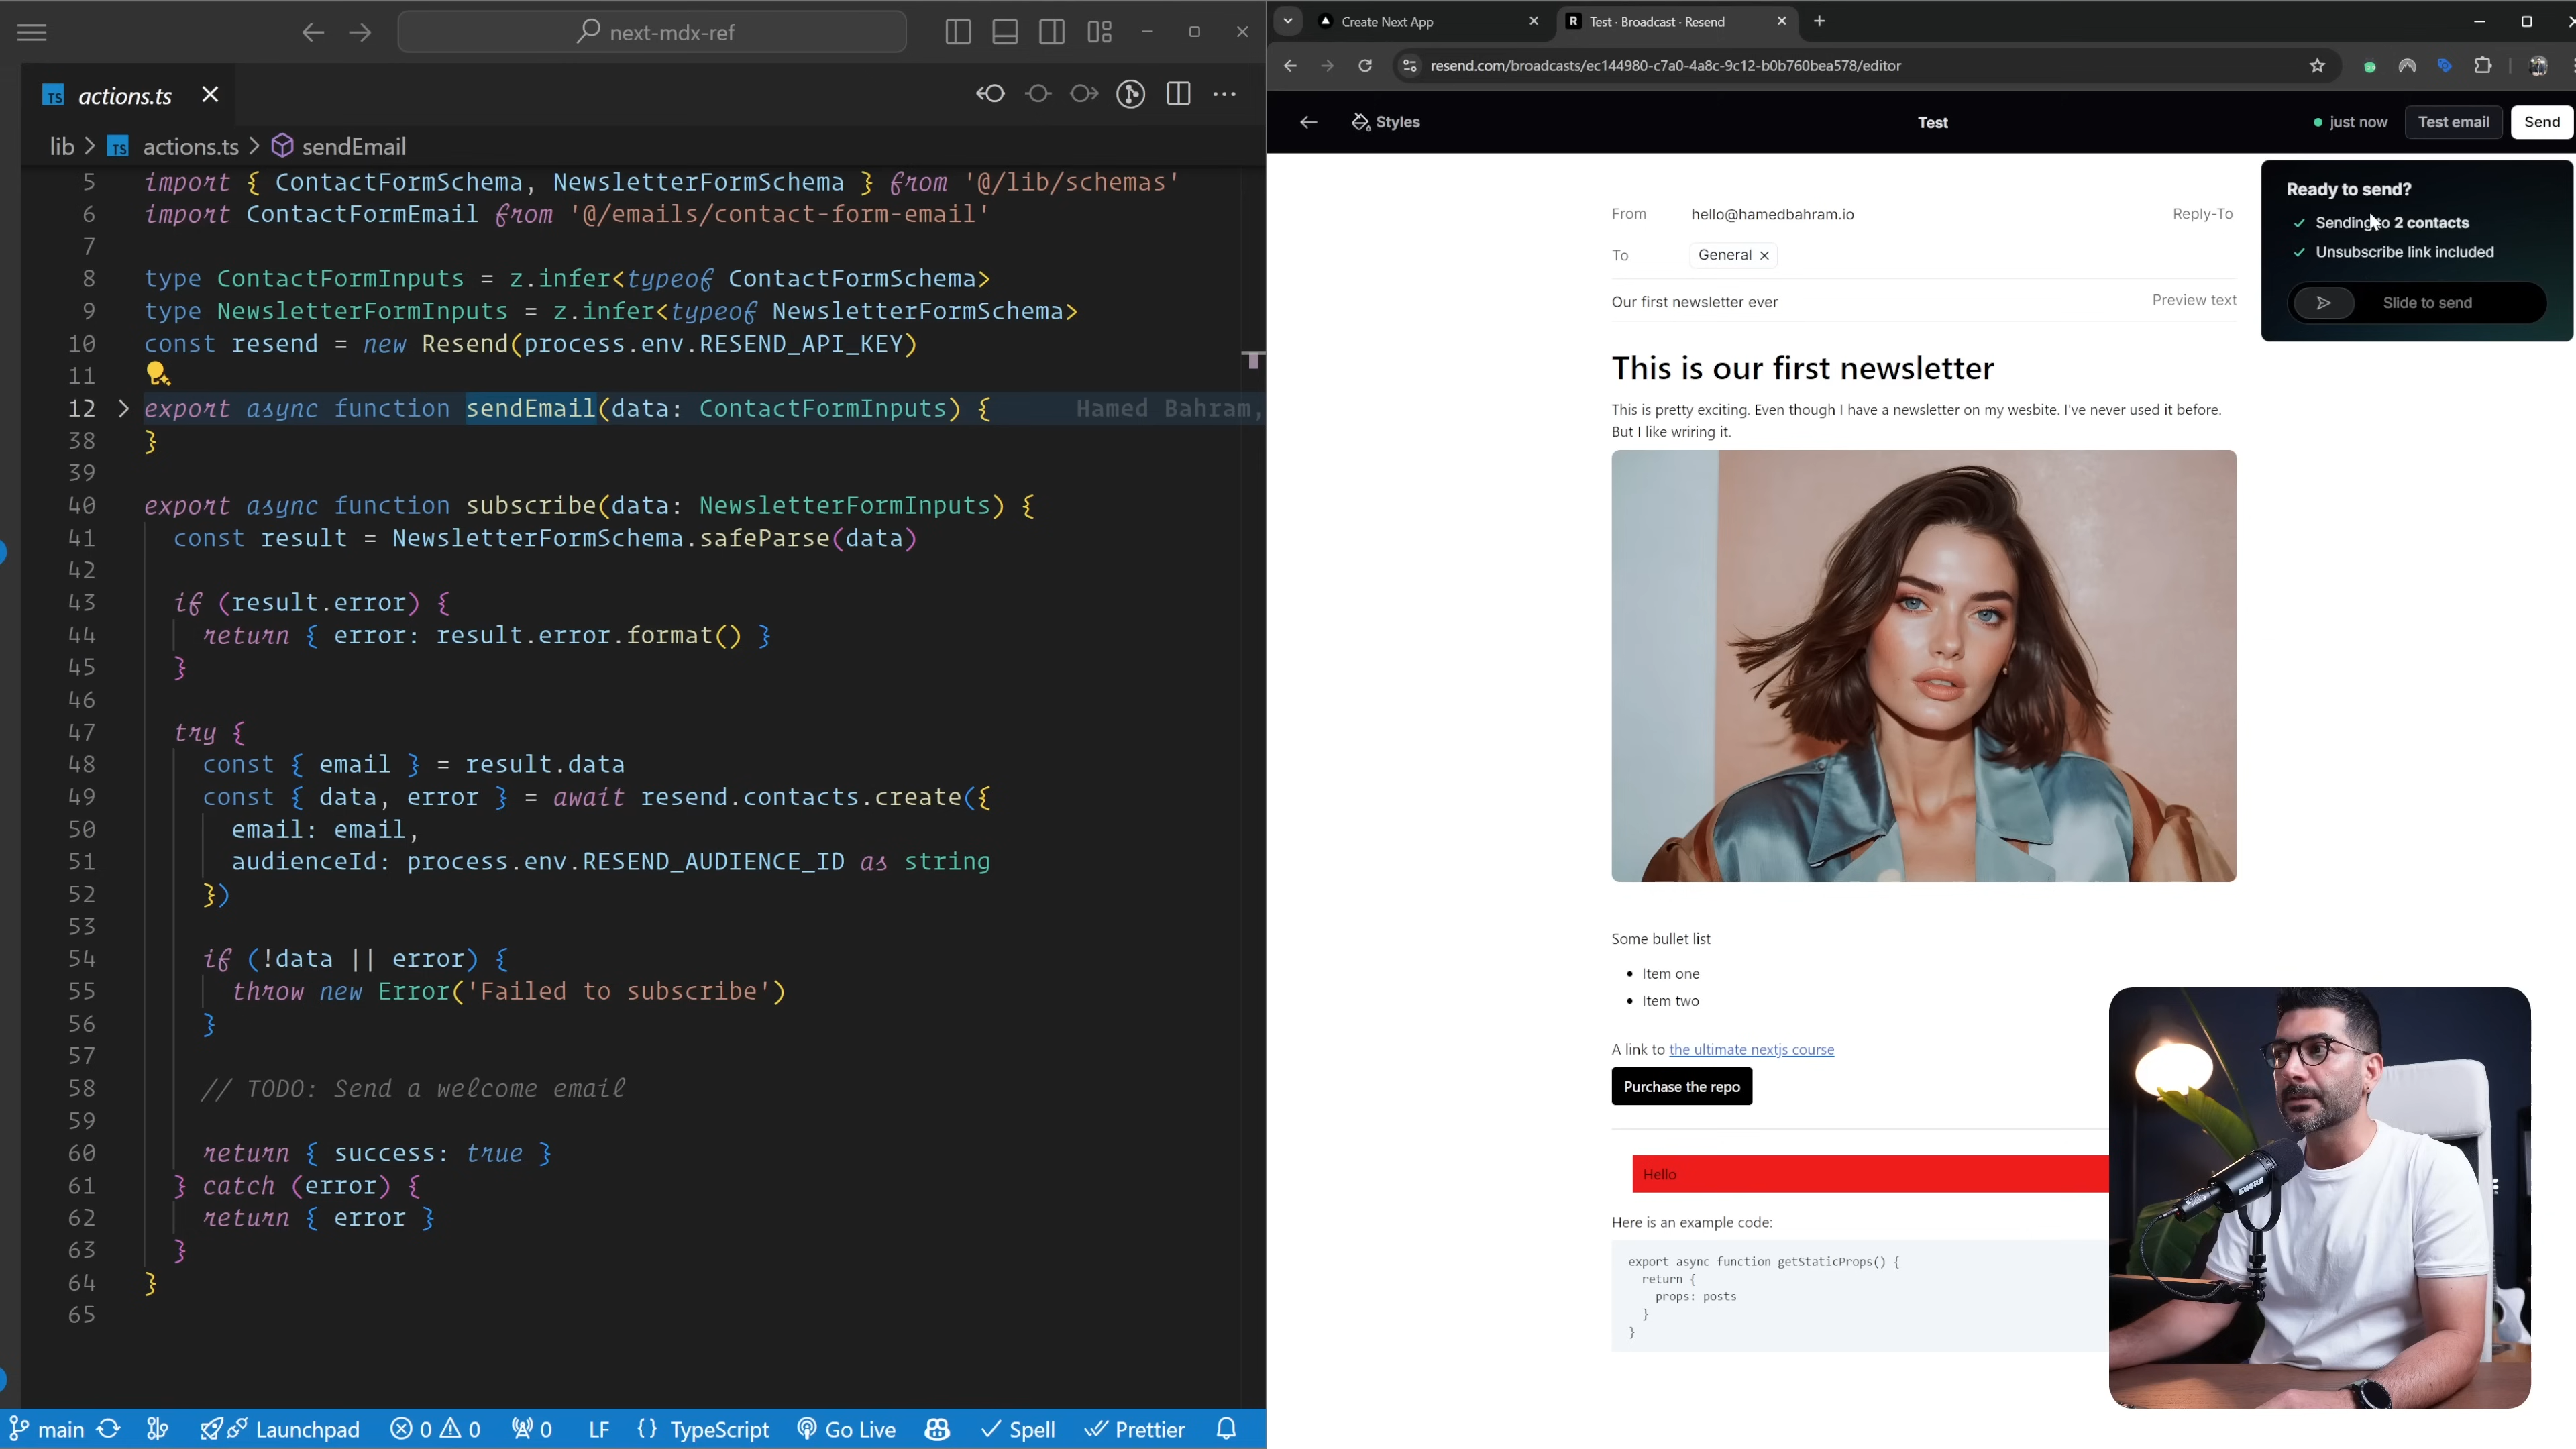 next-mdx-ref
TS actions.ts
lib > TS actions.ts > sendEmail
5 import { ContactFormSchema, NewsletterFormSchema } from '@/lib/schemas'
6 import ContactFormEmail from '@/emails/contact-form-email'
7
8 type ContactFormInputs = z.infer<typeof ContactFormSchema>
9 type NewsletterFormInputs = z.infer<typeof NewsletterFormSchema>
10 const resend = new Resend(process.env.RESEND_API_KEY)
11
12 export async function sendEmail(data: ContactFormInputs) { Hamed Bahram,
38 }
39
40 export async function subscribe(data: NewsletterFormInputs) {
41 const result = NewsletterFormSchema.safeParse(data)
42
43 if (result.error) {
44 return { error: result.error.format() }
45 }
46
47 try {
48 const { email } = result.data
49 const { data, error } = await resend.contacts.create({
50 email: email,
51 audienceId: process.env.RESEND_AUDIENCE_ID as string
52 })
53
54 if (!data || error) {
55 throw new Error('Failed to subscribe')
56 }
57
58 // TODO: Send a welcome email
59
60 return { success: true }
61 } catch (error) {
62 return { error }
63 }
64 }
65
main Launchpad 0 0 0 LF {} TypeScript Go Live Spell Prettier
Create Next App
R Test · Broadcast · Resend
resend.com/broadcasts/ec144980-c7a0-4a8c-9c12-b0b760bea578/editor
Styles Test just now Test email Send
Ready to send?
Sending to 2 contacts
Unsubscribe link included
Slide to send
From hello@hamedbahram.io Reply-To
To General
Our first newsletter ever Preview text
This is our first newsletter
This is pretty exciting. Even though I have a newsletter on my wesbite. I've never used it before.
But I like wriring it.
Some bullet list
• Item one
• Item two
A link to the ultimate nextjs course
Purchase the repo
Hello
Here is an example code:
export async function getStaticProps() {
return {
props: posts
}
}
SHURE